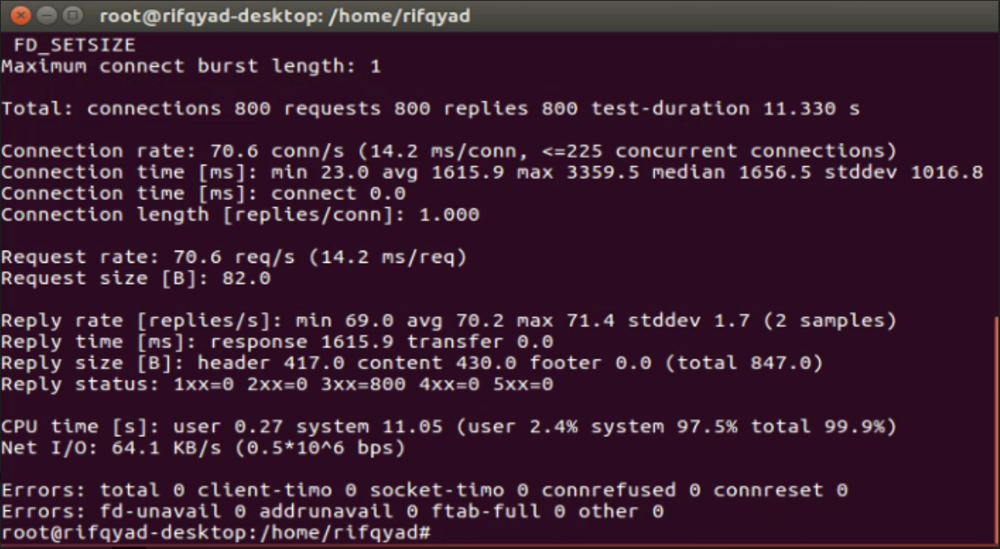 root@rifqyad-desktop: /home/rifqyad
FD_SETSIZE
Maximum connect burst length: 1
Total: connections 800 requests 800 replies 800 test-duration 11.330 s
Connection rate: 70.6 conn/s (14.2 ms/conn, <=225 concurrent connections)
Connection time [ms]: min 23.0 avg 1615.9 max 3359.5 median 1656.5 stddev 1016.8
Connection time [ms]: connect 0.0
Connection length [replies/conn]: 1.000
Request rate: 70.6 req/s (14.2 ms/req)
Request size [B]: 82.0
Reply rate [replies/s]: min 69.0 avg 70.2 max 71.4 stddev 1.7 (2 samples)
Reply time [ms]: response 1615.9 transfer 0.0
Reply size [B]: header 417.0 content 430.0 footer 0.0 (total 847.0)
Reply status: 1xx=0 2xx=0 3xx=800 4xx=0 5xx=0
CPU time [s]: user 0.27 system 11.05 (user 2.4% system 97.5% total 99.9%)
Net I/O: 64.1 KB/s (0.5*10^6 bps)
Errors: total 0 client-timo 0 socket-timo 0 connrefused 0 connreset 0
Errors: fd-unavail 0 addrunavail 0 ftab-full 0 other 0
root@rifqyad-desktop:/home/rifqyad#